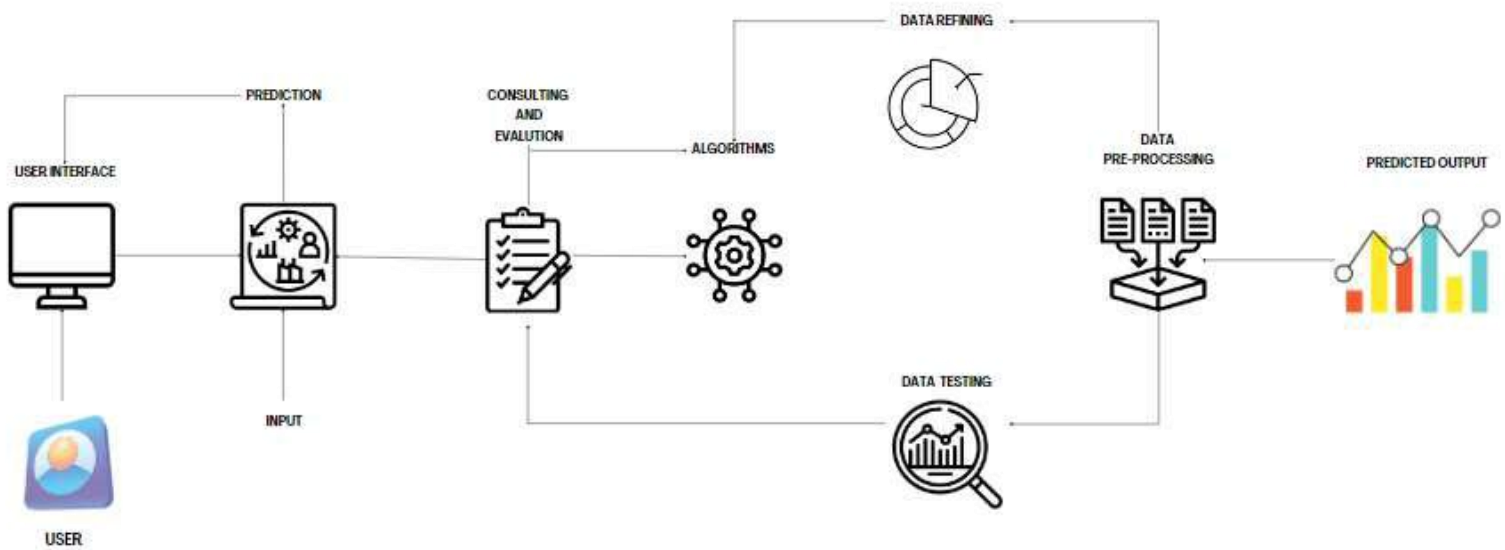 DATA REFINING
PREDICTION
CONSULTING
AND
EVALUTION
ALGORITHMS
DATA
PRE-PROCESSING
USER INTERFACE
PREDICTED OUTPUT
DATA TESTING
INPUT
USER